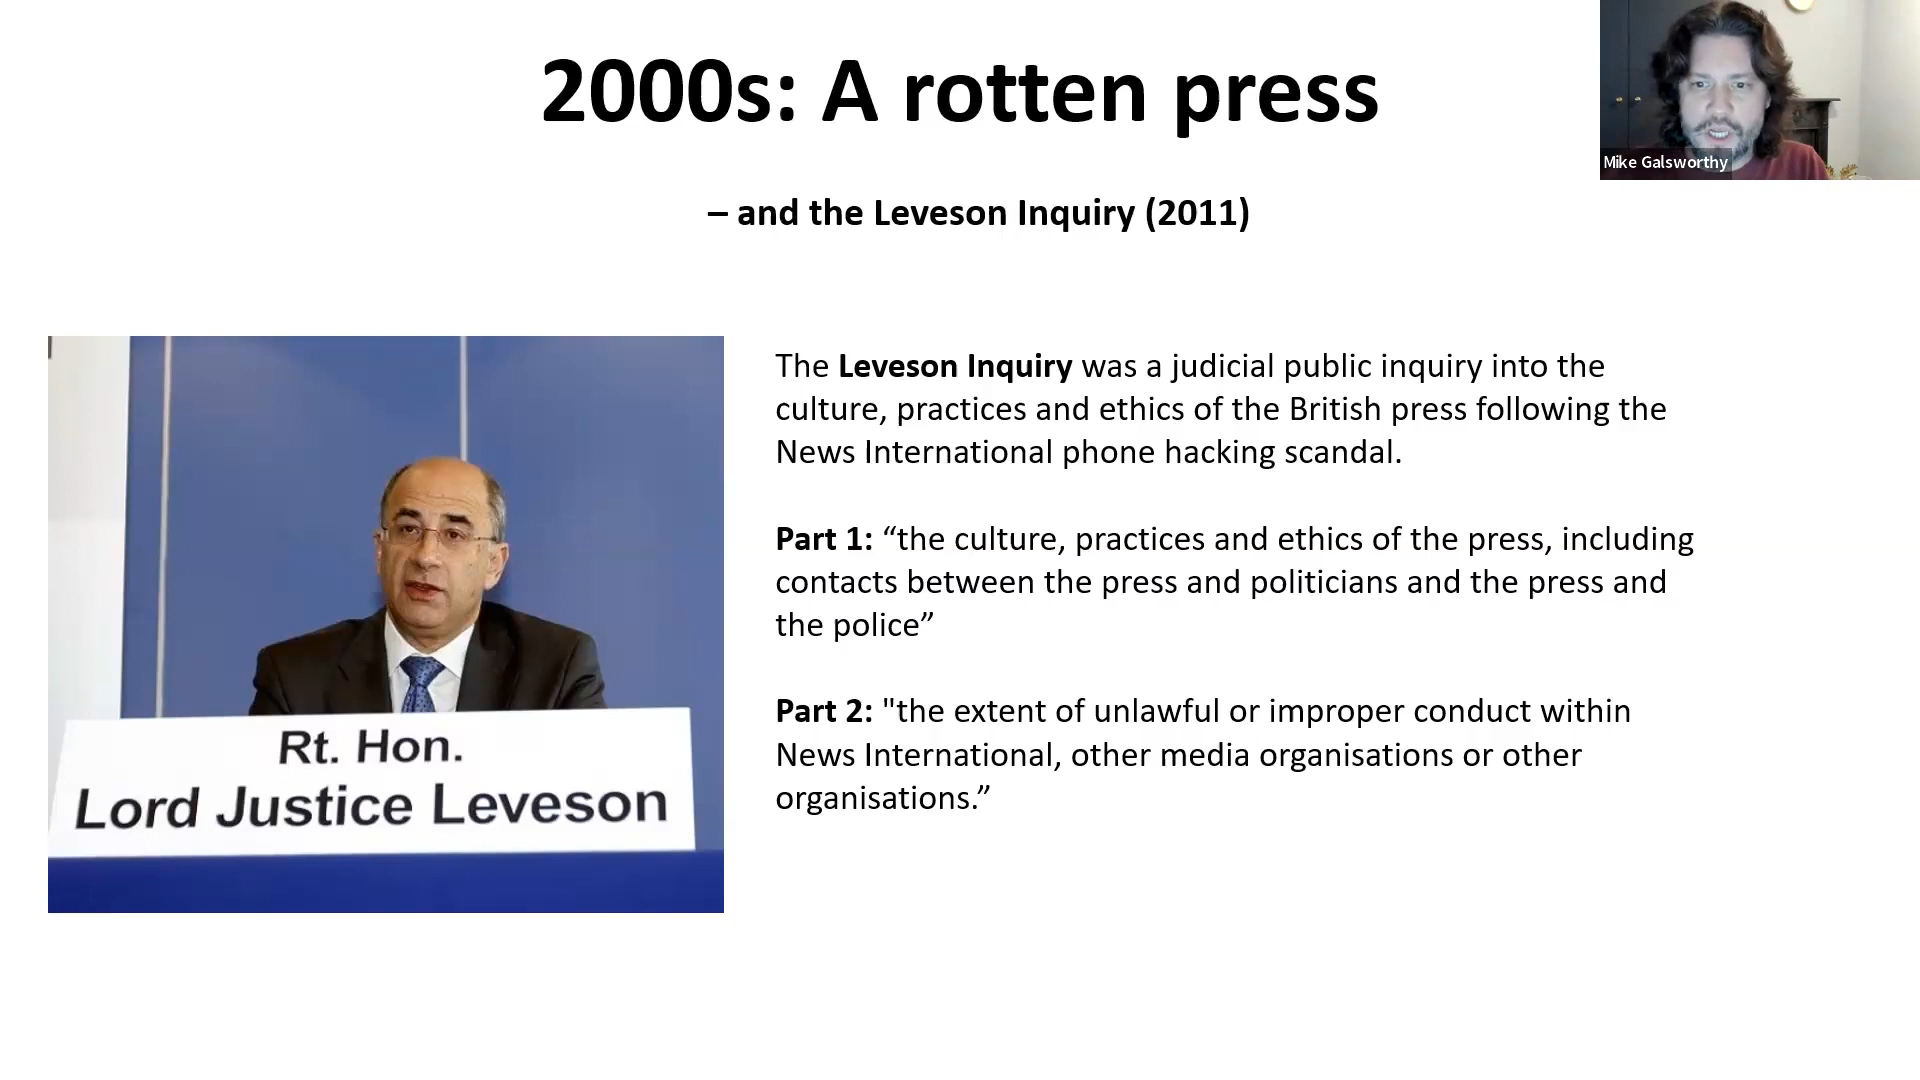 2000s: A rotten press
– and the Leveson Inquiry (2011)
Mike Galsworthy
The Leveson Inquiry was a judicial public inquiry into the
culture, practices and ethics of the British press following the
News International phone hacking scandal.
Part 1: “the culture, practices and ethics of the press, including
contacts between the press and politicians and the press and
the police”
Part 2: "the extent of unlawful or improper conduct within
News International, other media organisations or other
organisations.”
Rt. Hon.
Lord Justice Leveson